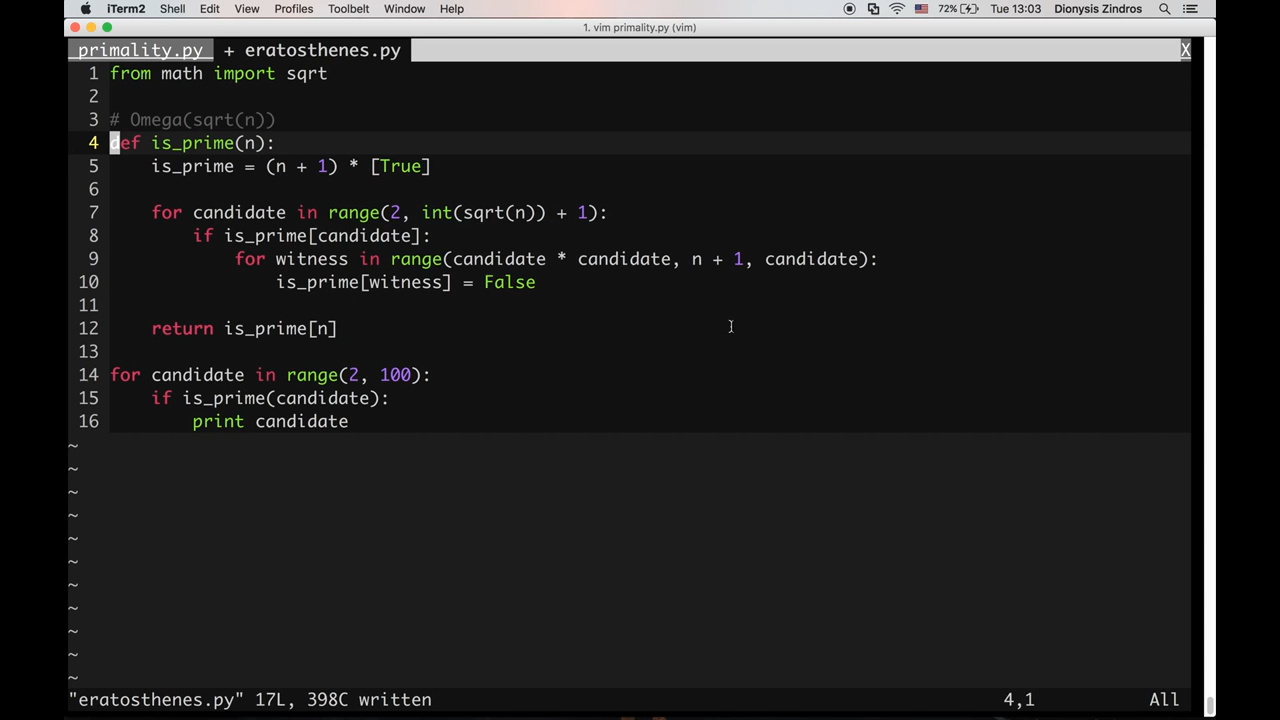 iTerm2 Shell Edit View Profiles Toolbelt Window Help 72% Tue 13:03 Dionysis Zindros
1. vim primality.py (vim)
primality.py + eratosthenes.py X
1 from math import sqrt
2
3 # Omega(sqrt(n))
4 def is_prime(n):
5 is_prime = (n + 1) * [True]
6
7 for candidate in range(2, int(sqrt(n)) + 1):
8 if is_prime[candidate]:
9 for witness in range(candidate * candidate, n + 1, candidate):
10 is_prime[witness] = False
11
12 return is_prime[n]
13
14 for candidate in range(2, 100):
15 if is_prime(candidate):
16 print candidate
~
~
~
~
~
~
~
~
~
~
~
"eratosthenes.py" 17L, 398C written 4,1 All